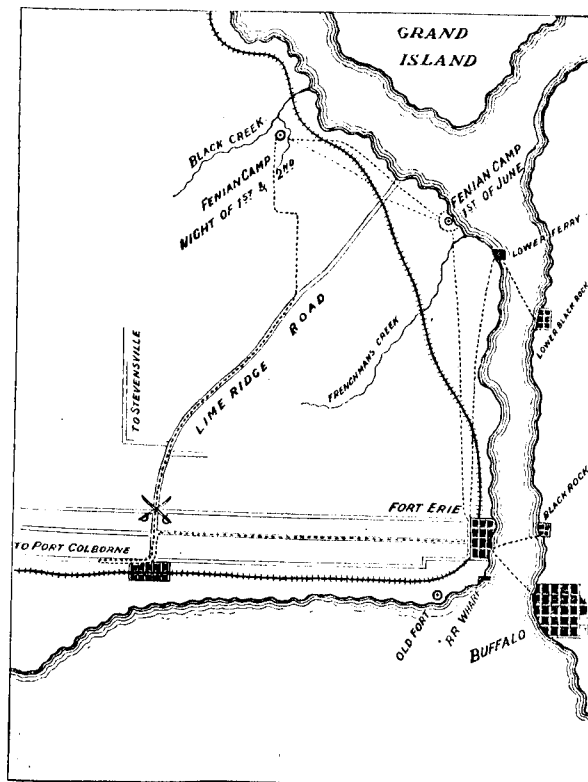 GRAND
ISLAND
BLACK CREEK
FENIAN CAMP
NIGHT OF 1ST & 2ND
FENIAN CAMP
1ST OF JUNE
LOWER FERRY
LOWER BLACK ROCK
FRENCHMAN'S CREEK
LIME RIDGE ROAD
TO STEVENSVILLE
FORT ERIE
BLACK ROCK
TO PORT COLBORNE
OLD FORT
R.R. WHARF
BUFFALO